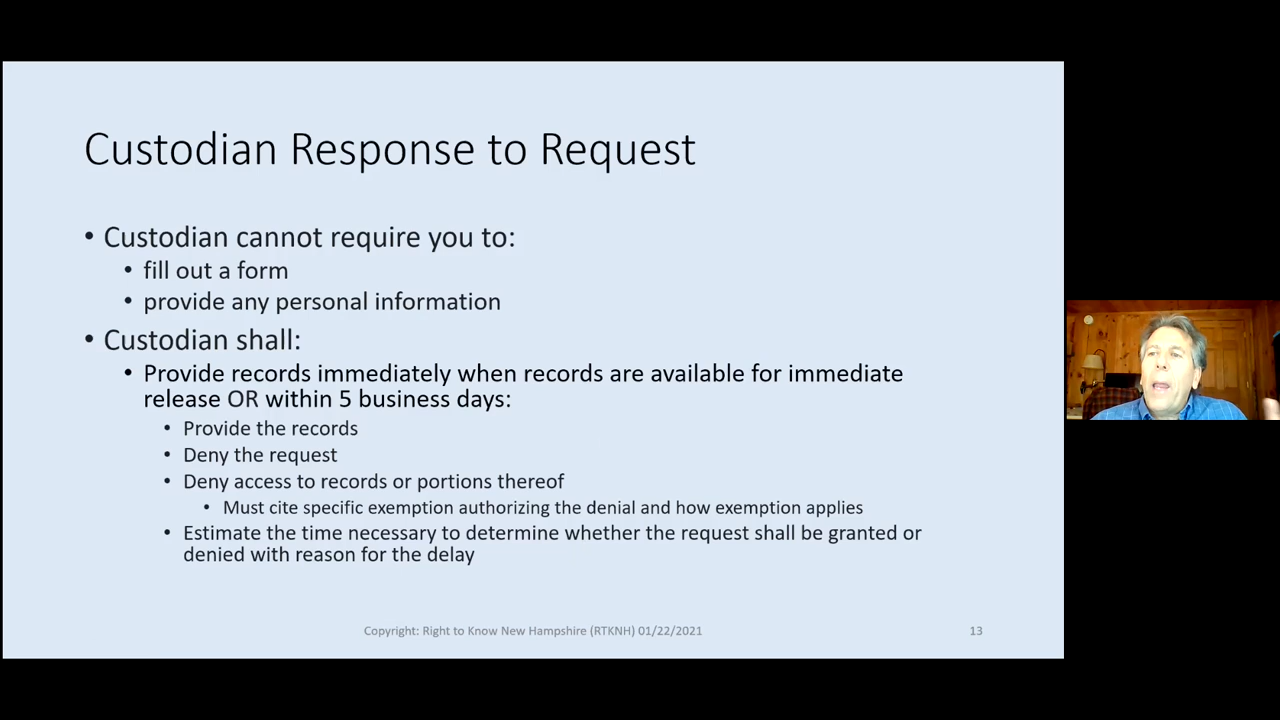 Custodian Response to Request
• Custodian cannot require you to:
• fill out a form
• provide any personal information
• Custodian shall:
• Provide records immediately when records are available for immediate
release OR within 5 business days:
• Provide the records
• Deny the request
• Deny access to records or portions thereof
• Must cite specific exemption authorizing the denial and how exemption applies
• Estimate the time necessary to determine whether the request shall be granted or
denied with reason for the delay
Copyright: Right to Know New Hampshire (RTKNH) 01/22/2021
13